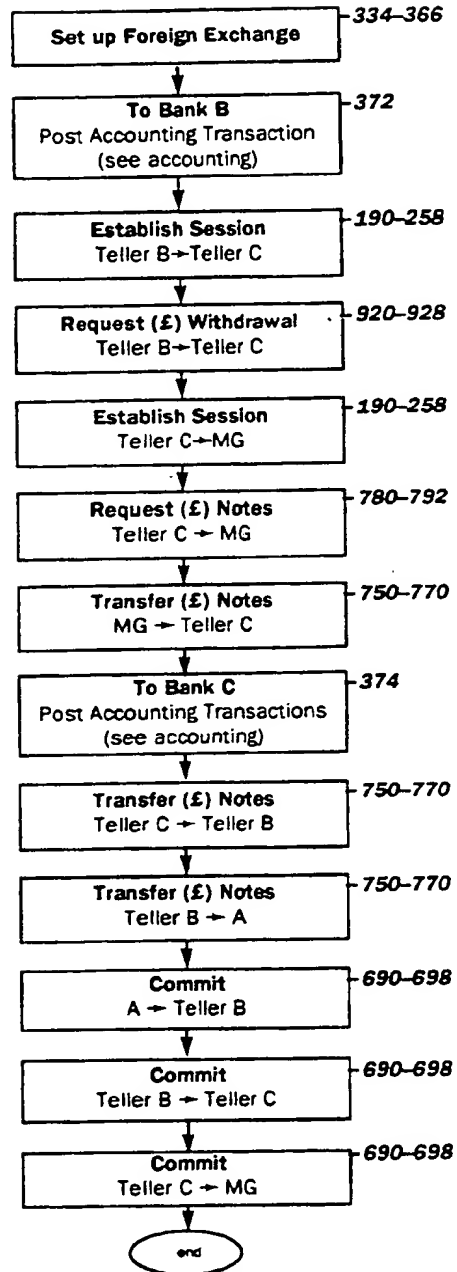 334–366
Set up Foreign Exchange
372
To Bank B
Post Accounting Transaction
(see accounting)
190–258
Establish Session
Teller B→Teller C
920–928
Request (£) Withdrawal
Teller B→Teller C
190–258
Establish Session
Teller C→MG
780–792
Request (£) Notes
Teller C → MG
750–770
Transfer (£) Notes
MG → Teller C
374
To Bank C
Post Accounting Transactions
(see accounting)
750–770
Transfer (£) Notes
Teller C → Teller B
750–770
Transfer (£) Notes
Teller B → A
690–698
Commit
A → Teller B
690–698
Commit
Teller B → Teller C
690–698
Commit
Teller C → MG
end